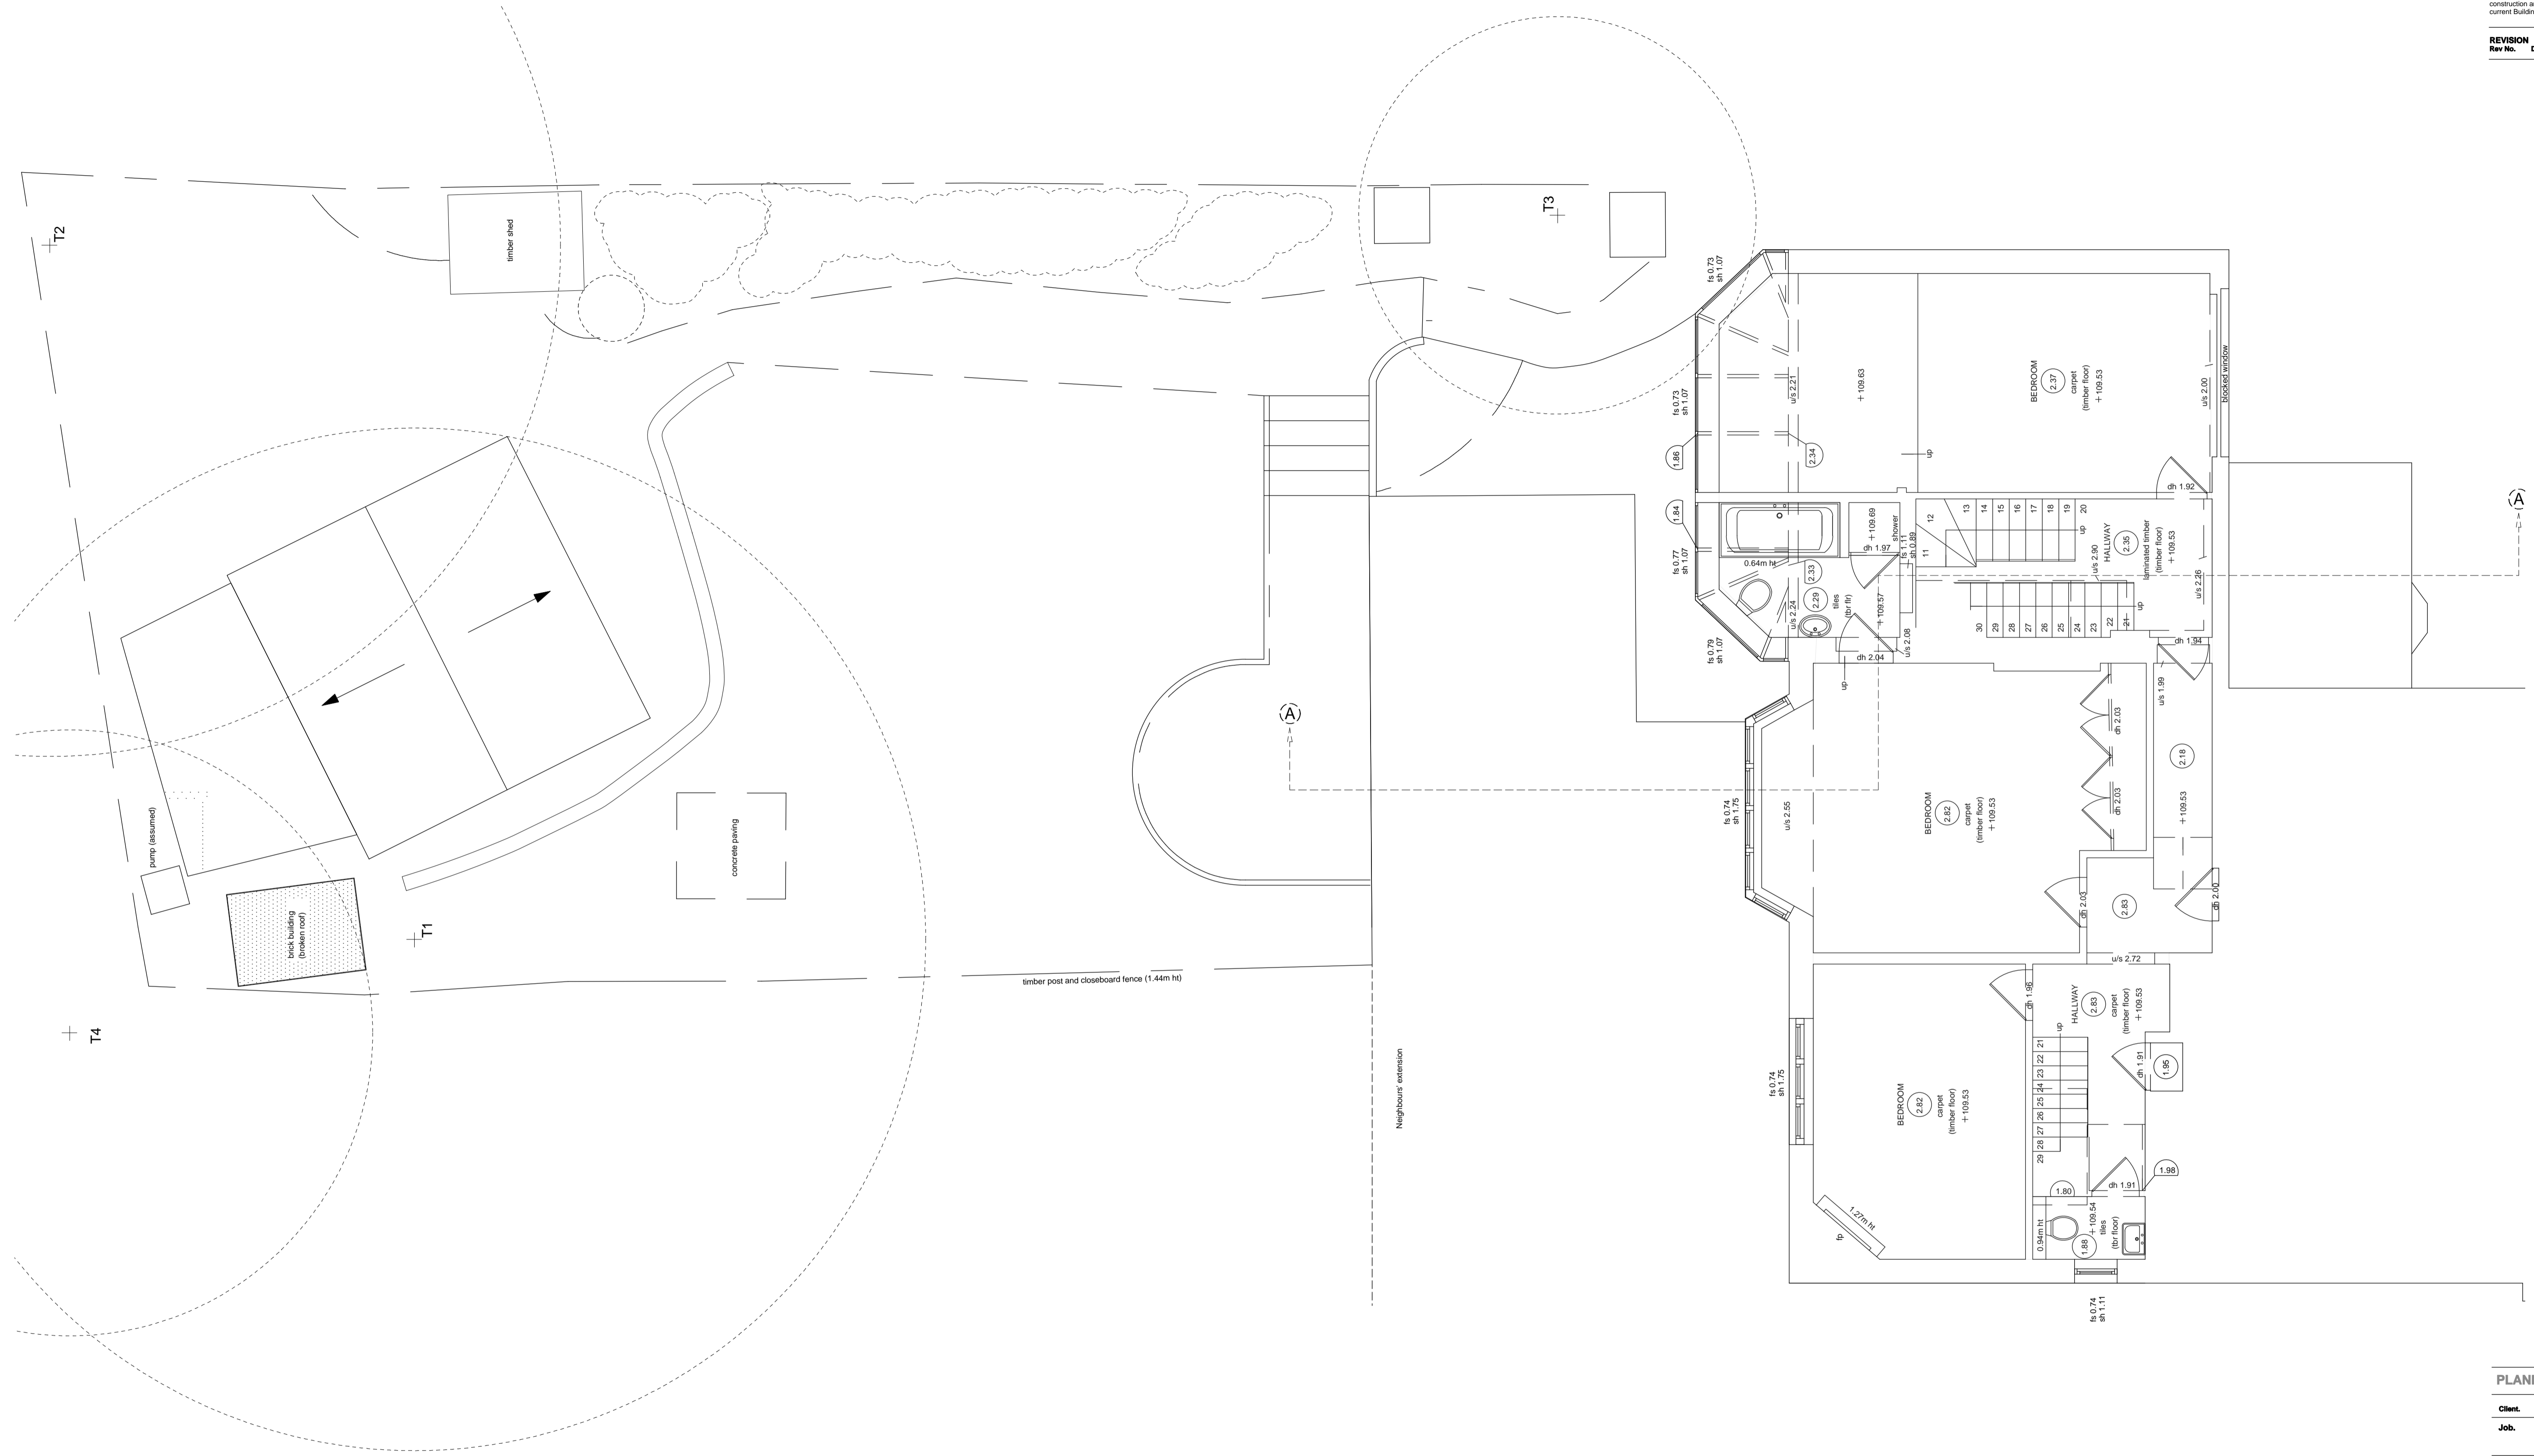 construction a
current Buildin
REVISION
Rev No.
T2
timber shed
T3
fs 0.73
sh 1.07
fs 0.73
sh 1.07
u/s 2.21
+109.63
BEDROOM
2.37
carpet
(timber floor)
+109.53
u/s 2.00
blocked window
1.86
2.34
up
dh 1.92
1.84
fs 0.77
sh 1.07
0.64m ht
+109.69
shower
dh 1.97
fs 1.11
sh 0.89
11
12
13
14
15
16
17
18
19
20
up
HALLWAY
2.35
laminated timber
(timber floor)
+109.53
u/s 2.90
u/s 2.26
2.33
2.29
tiles
(tbr flr)
+109.57
u/s 2.24
u/s 2.08
30
29
28
27
26
25
24
23
22
21
up
dh 1.94
fs 0.79
sh 1.07
dh 2.04
up
A
A
u/s 1.99
dh 2.03
dh 2.03
2.18
+109.53
fs 0.74
sh 1.75
u/s 2.55
BEDROOM
2.82
carpet
(timber floor)
+109.53
dh 2.03
2.83
dh 2.00
u/s 2.72
pump (assumed)
brick building
(broken roof)
T1
concrete paving
timber post and closeboard fence (1.44m ht)
T4
Neighbours' extension
fs 0.74
sh 1.75
BEDROOM
2.82
carpet
(timber floor)
+109.53
dh 1.96
HALLWAY
2.83
carpet
(timber floor)
+109.53
up
21
22
23
24
25
26
27
28
29
dh 1.91
1.95
1.98
dh 1.91
1.80
0.94m ht
1.88
+109.54
tiles
(tbr floor)
1.27m ht
fp
fs 0.74
sh 1.11
PLAN
Client.
Job.